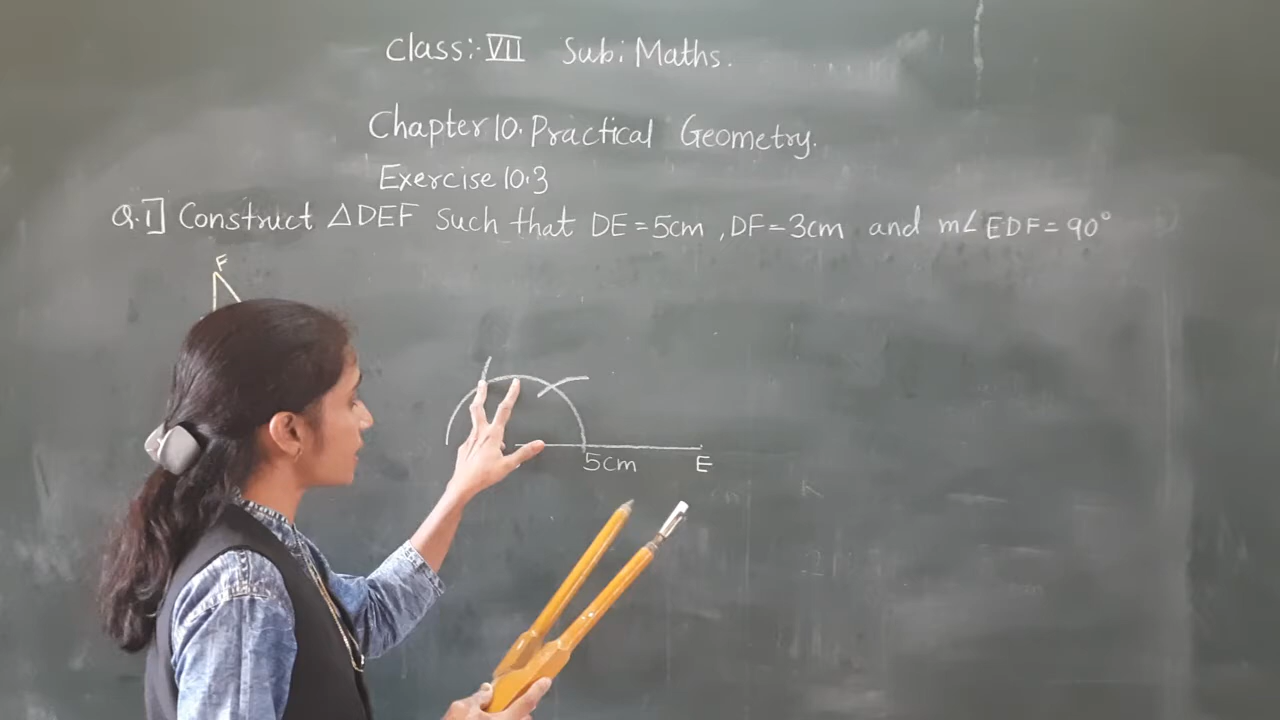 Class:- VII Sub: Maths.
Chapter 10. Practical Geometry.
Exercise 10.3
Q.1] Construct △DEF such that DE = 5cm , DF = 3cm and m∠EDF = 90°
F
5cm E